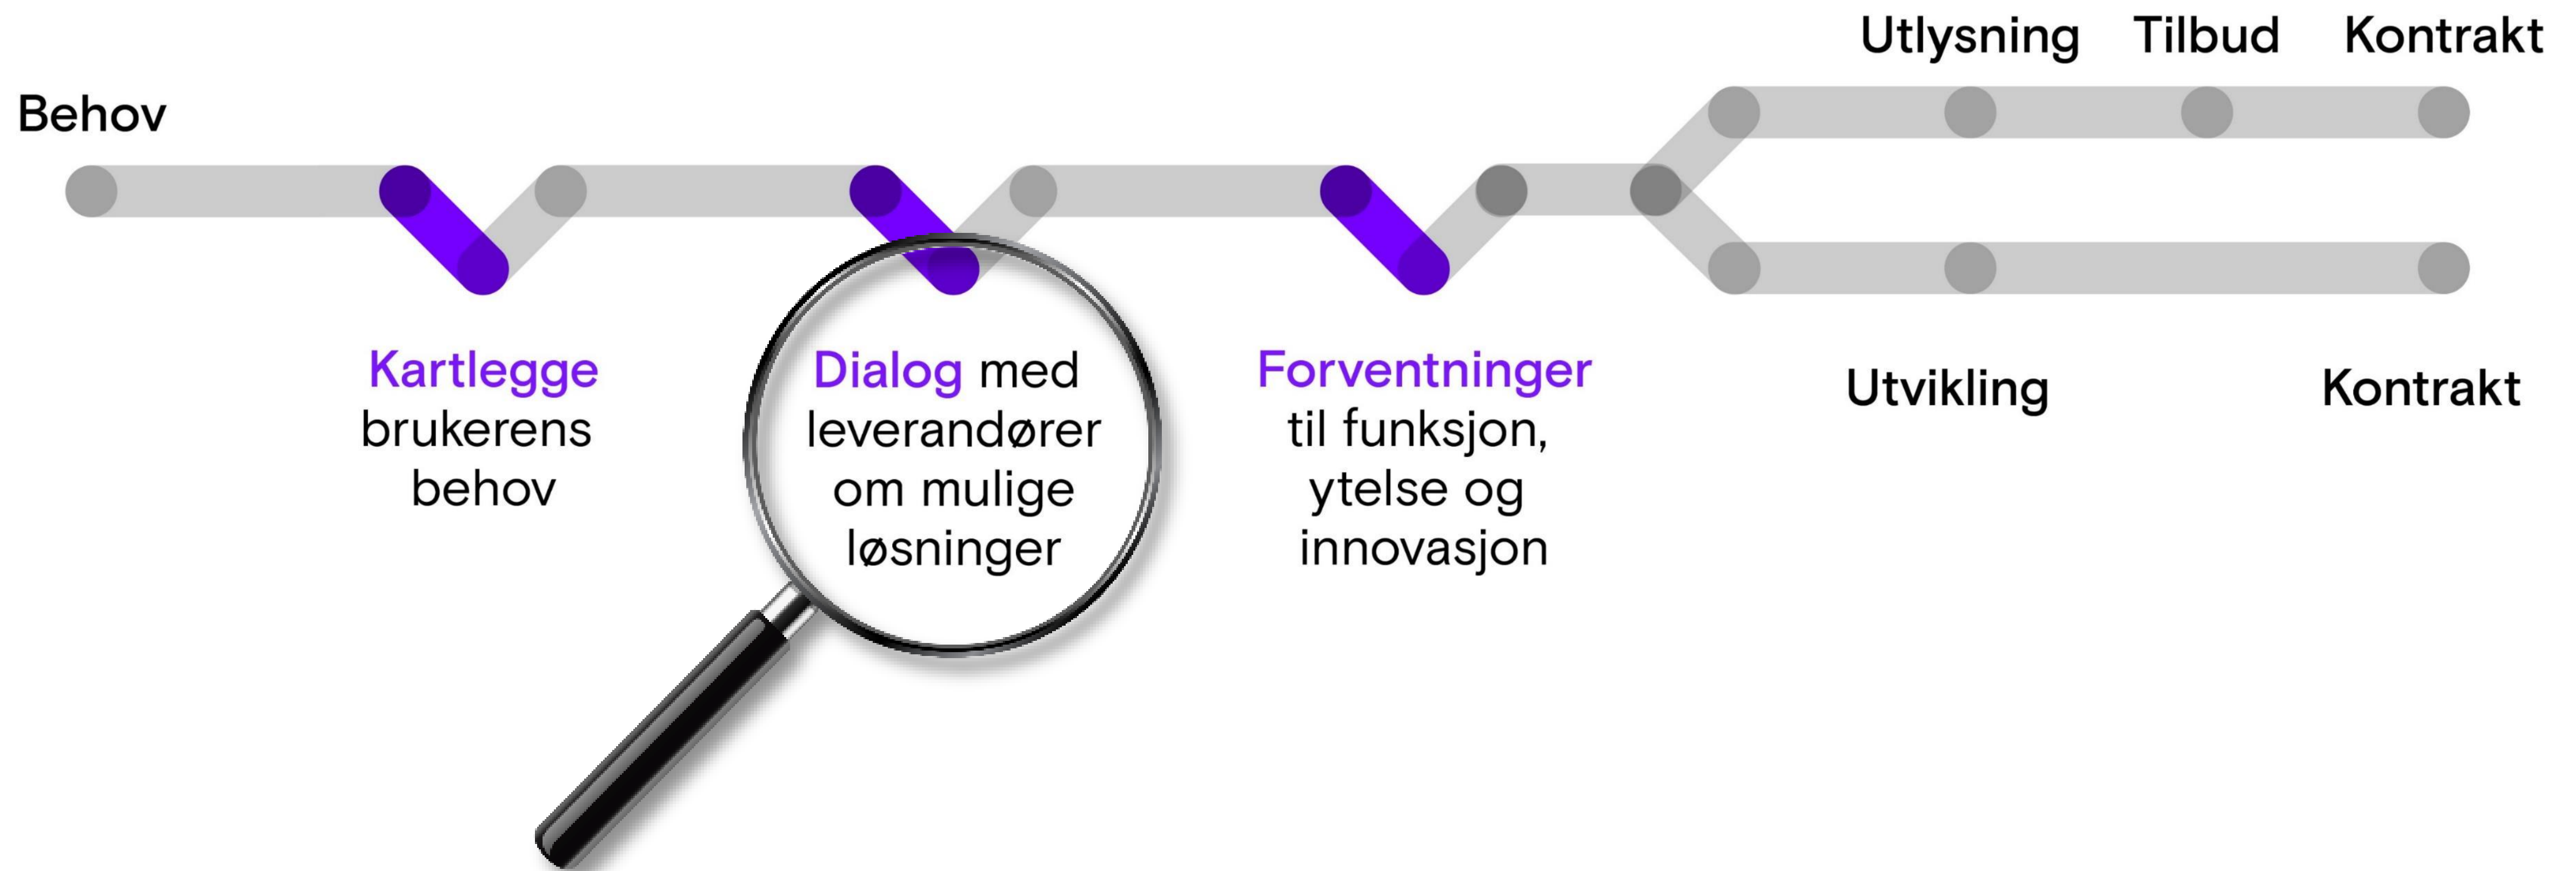 Utlysning Tilbud Kontrakt
Behov
Kartlegge
brukerens
behov
Dialog med
leverandører
om mulige
løsninger
Forventninger
til funksjon,
ytelse og
innovasjon
Utvikling Kontrakt